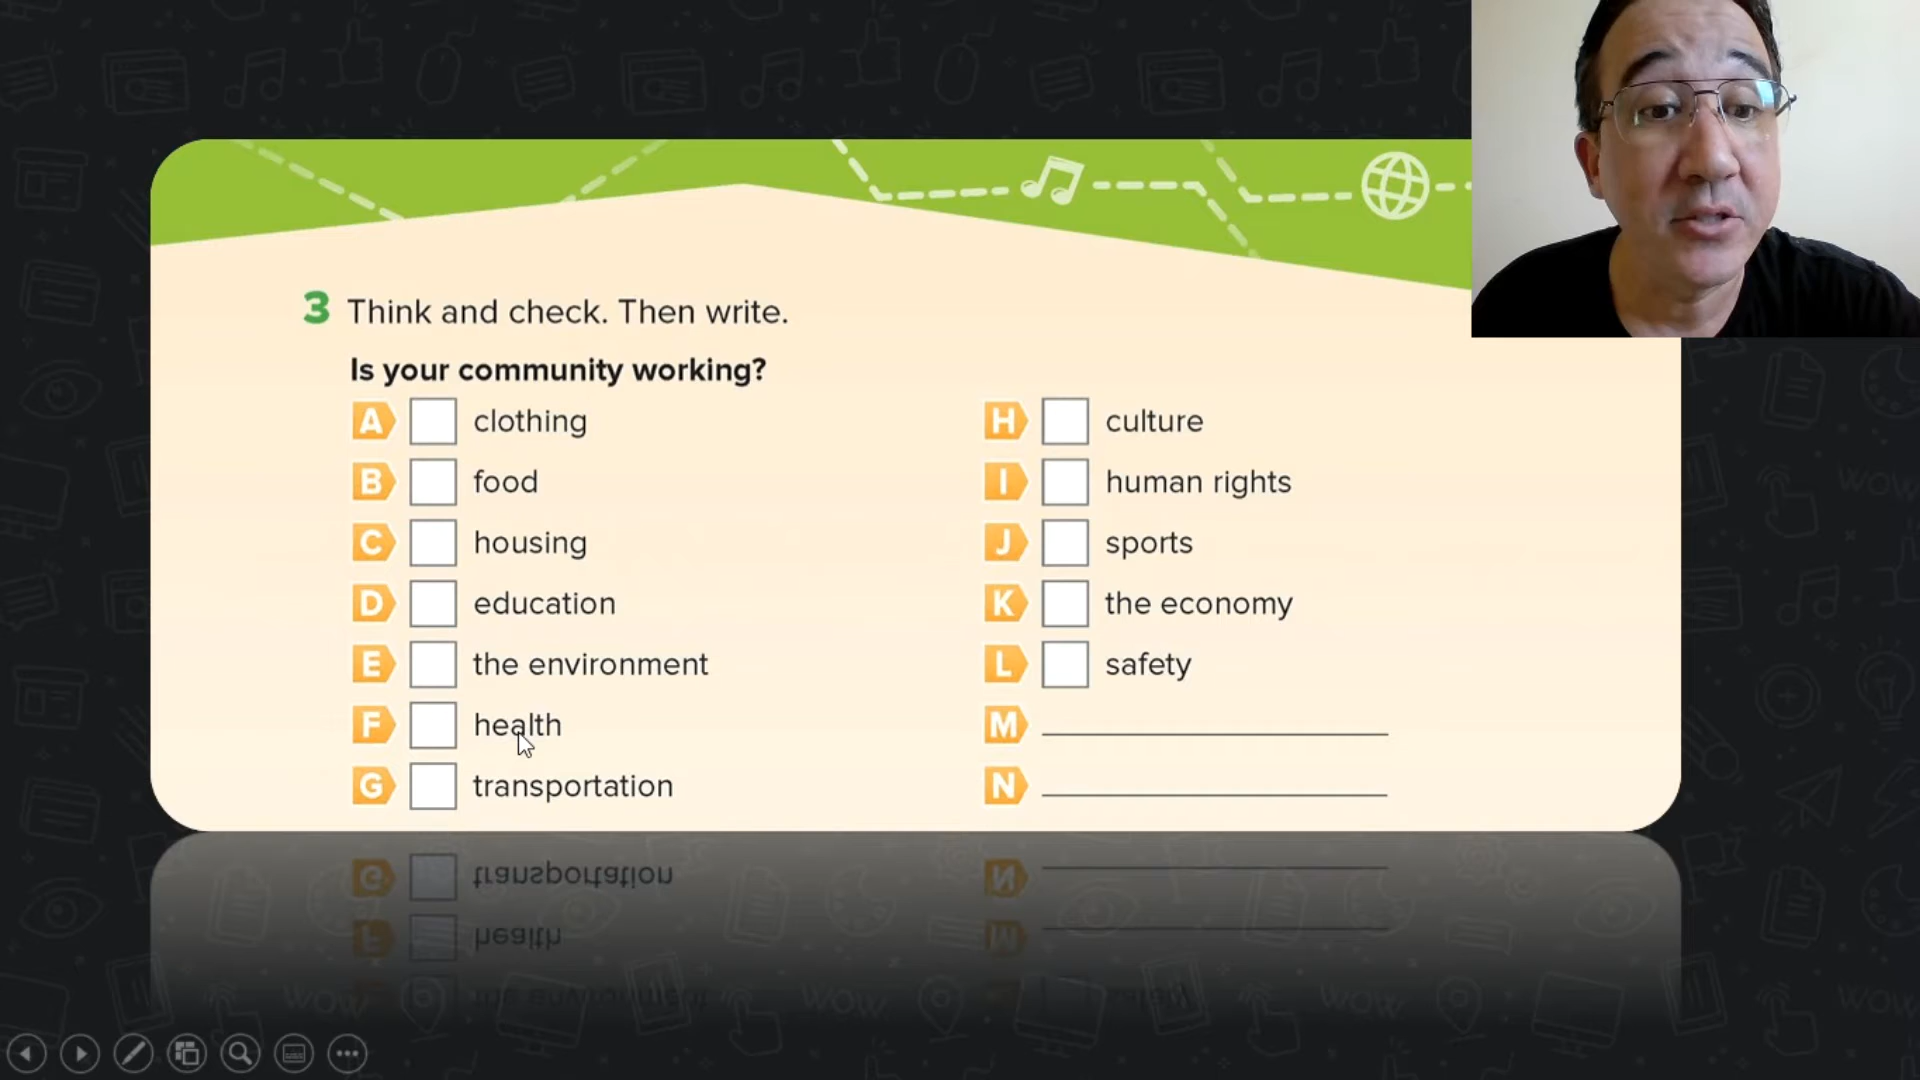 3 Think and check. Then write.
Is your community working?
A clothing
B food
C housing
D education
E the environment
F health
G transportation
H culture
I human rights
J sports
K the economy
L safety
M
N